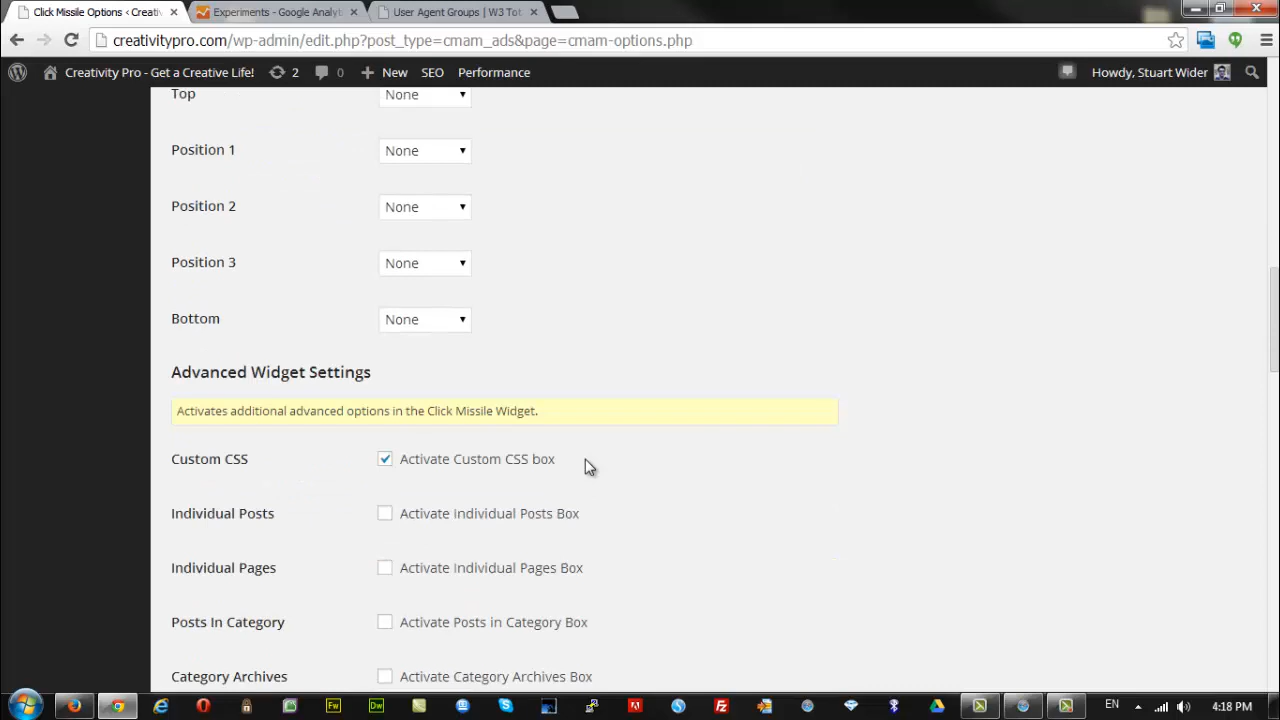 Click Missile Options ‹ Creativ
Experiments - Google Analyt
User Agent Groups | W3 Tot
creativitypro.com/wp-admin/edit.php?post_type=cmam_ads&page=cmam-options.php
Creativity Pro - Get a Creative Life! 2 0 New SEO Performance Howdy, Stuart Wider
Top None
Position 1 None
Position 2 None
Position 3 None
Bottom None
Advanced Widget Settings
Activates additional advanced options in the Click Missile Widget.
Custom CSS Activate Custom CSS box
Individual Posts Activate Individual Posts Box
Individual Pages Activate Individual Pages Box
Posts In Category Activate Posts in Category Box
Category Archives Activate Category Archives Box
Fw Dw EN 4:18 PM